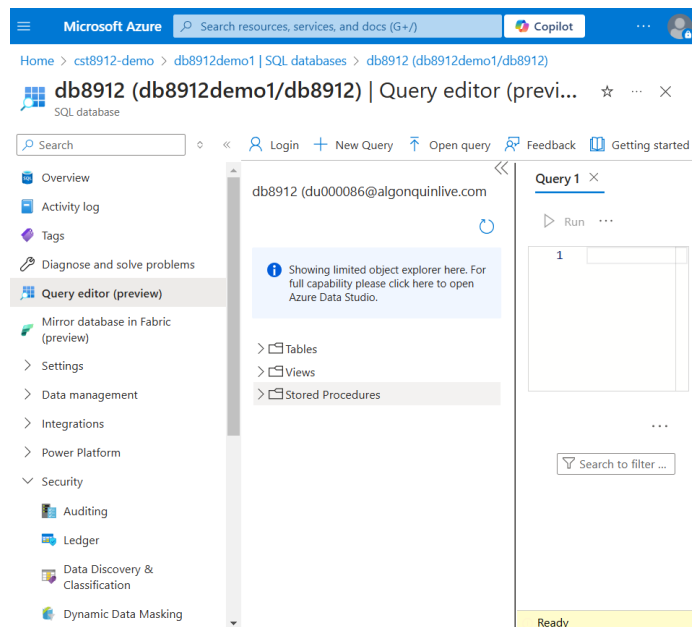 Microsoft Azure
Search resources, services, and docs (G+/)
Copilot
...
Home > cst8912-demo > db8912demo1 | SQL databases > db8912 (db8912demo1/db8912)
db8912 (db8912demo1/db8912) | Query editor (previ...
SQL database
Search
Login
New Query
Open query
Feedback
Getting started
Overview
Activity log
Tags
Diagnose and solve problems
Query editor (preview)
Mirror database in Fabric
(preview)
Settings
Data management
Integrations
Power Platform
Security
Auditing
Ledger
Data Discovery &
Classification
Dynamic Data Masking
db8912 (du000086@algonquinlive.com
Showing limited object explorer here. For
full capability please click here to open
Azure Data Studio.
Tables
Views
Stored Procedures
Query 1
Run
...
1
...
Search to filter ...
Ready